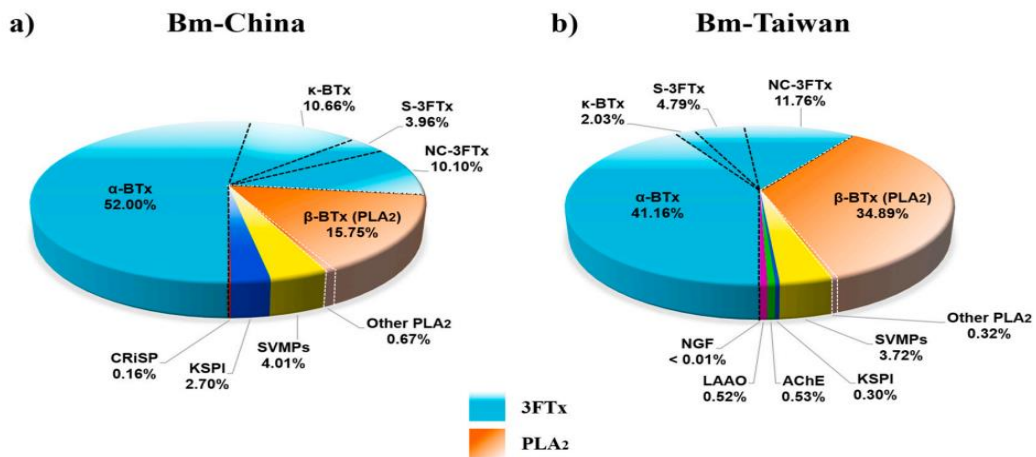 a)
Bm-China
κ-BTx
10.66%
S-3FTx
3.96%
NC-3FTx
10.10%
α-BTx
52.00%
β-BTx (PLA₂)
15.75%
Other PLA₂
0.67%
SVMPs
4.01%
KSPI
2.70%
CRiSP
0.16%
b)
Bm-Taiwan
κ-BTx
2.03%
S-3FTx
4.79%
NC-3FTx
11.76%
α-BTx
41.16%
β-BTx (PLA₂)
34.89%
Other PLA₂
0.32%
SVMPs
3.72%
KSPI
0.30%
AChE
0.53%
LAAO
0.52%
NGF
< 0.01%
3FTx
PLA₂